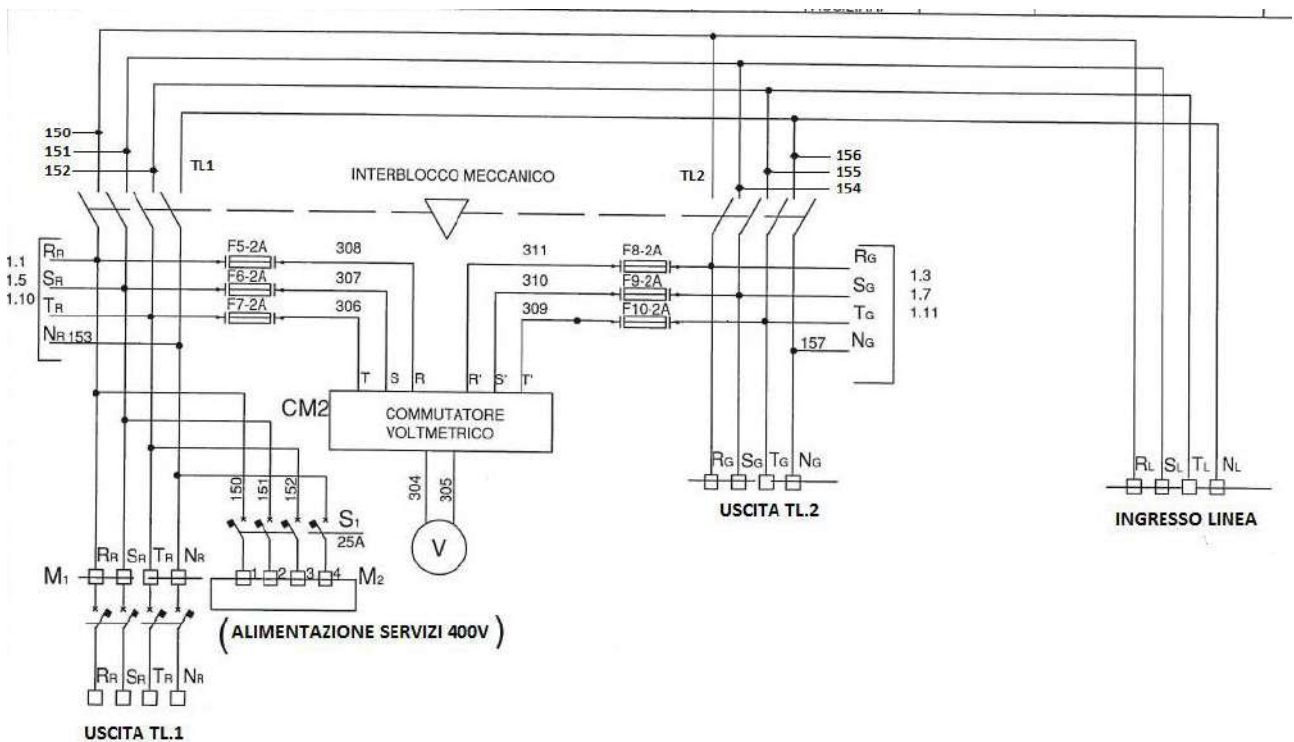 150
151
152
TL1
INTERBLOCCO MECCANICO
TL2
156
155
154
1.1
1.5
1.10
RR
SR
TR
NR 153
F5-2A
F6-2A
F7-2A
308
307
306
311
310
309
F8-2A
F9-2A
F10-2A
RG
SG
TG
157 NG
1.3
1.7
1.11
T S R R' S' T'
CM2
COMMUTATORE
VOLTMETRICO
304 305
V
150 151 152
S1
25A
RG SG TG NG
USCITA TL.2
RL SL TL NL
INGRESSO LINEA
M1
RR SR TR NR
1 2 3 4
M2
(ALIMENTAZIONE SERVIZI 400V)
RR SR TR NR
USCITA TL.1